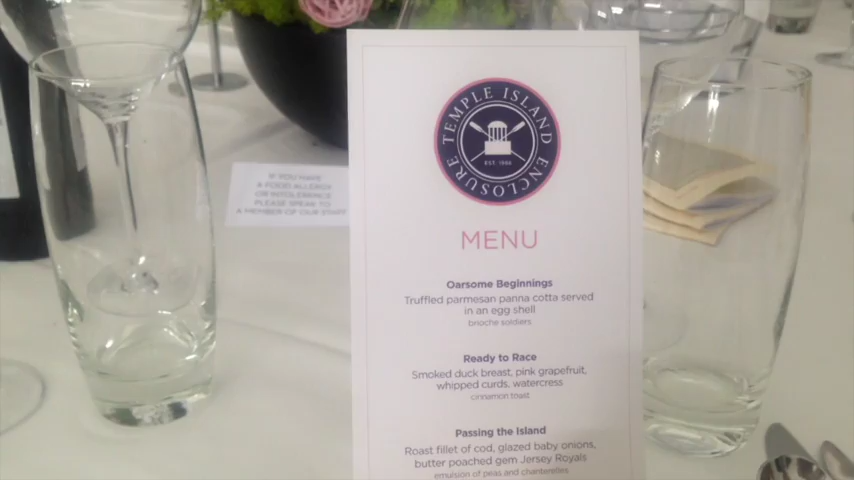 TEMPLE ISLAND ENCLOSURE
EST. 1986
MENU
Oarsome Beginnings
Truffled parmesan panna cotta served
in an egg shell
brioche soldiers
Ready to Race
Smoked duck breast, pink grapefruit,
whipped curds, watercress
cinnamon toast
Passing the Island
Roast fillet of cod, glazed baby onions,
butter poached gem Jersey Royals
emulsion of peas and chanterelles
IF YOU HAVE
A FOOD ALLERGY
OR INTOLERANCE
PLEASE SPEAK TO
A MEMBER OF OUR STAFF